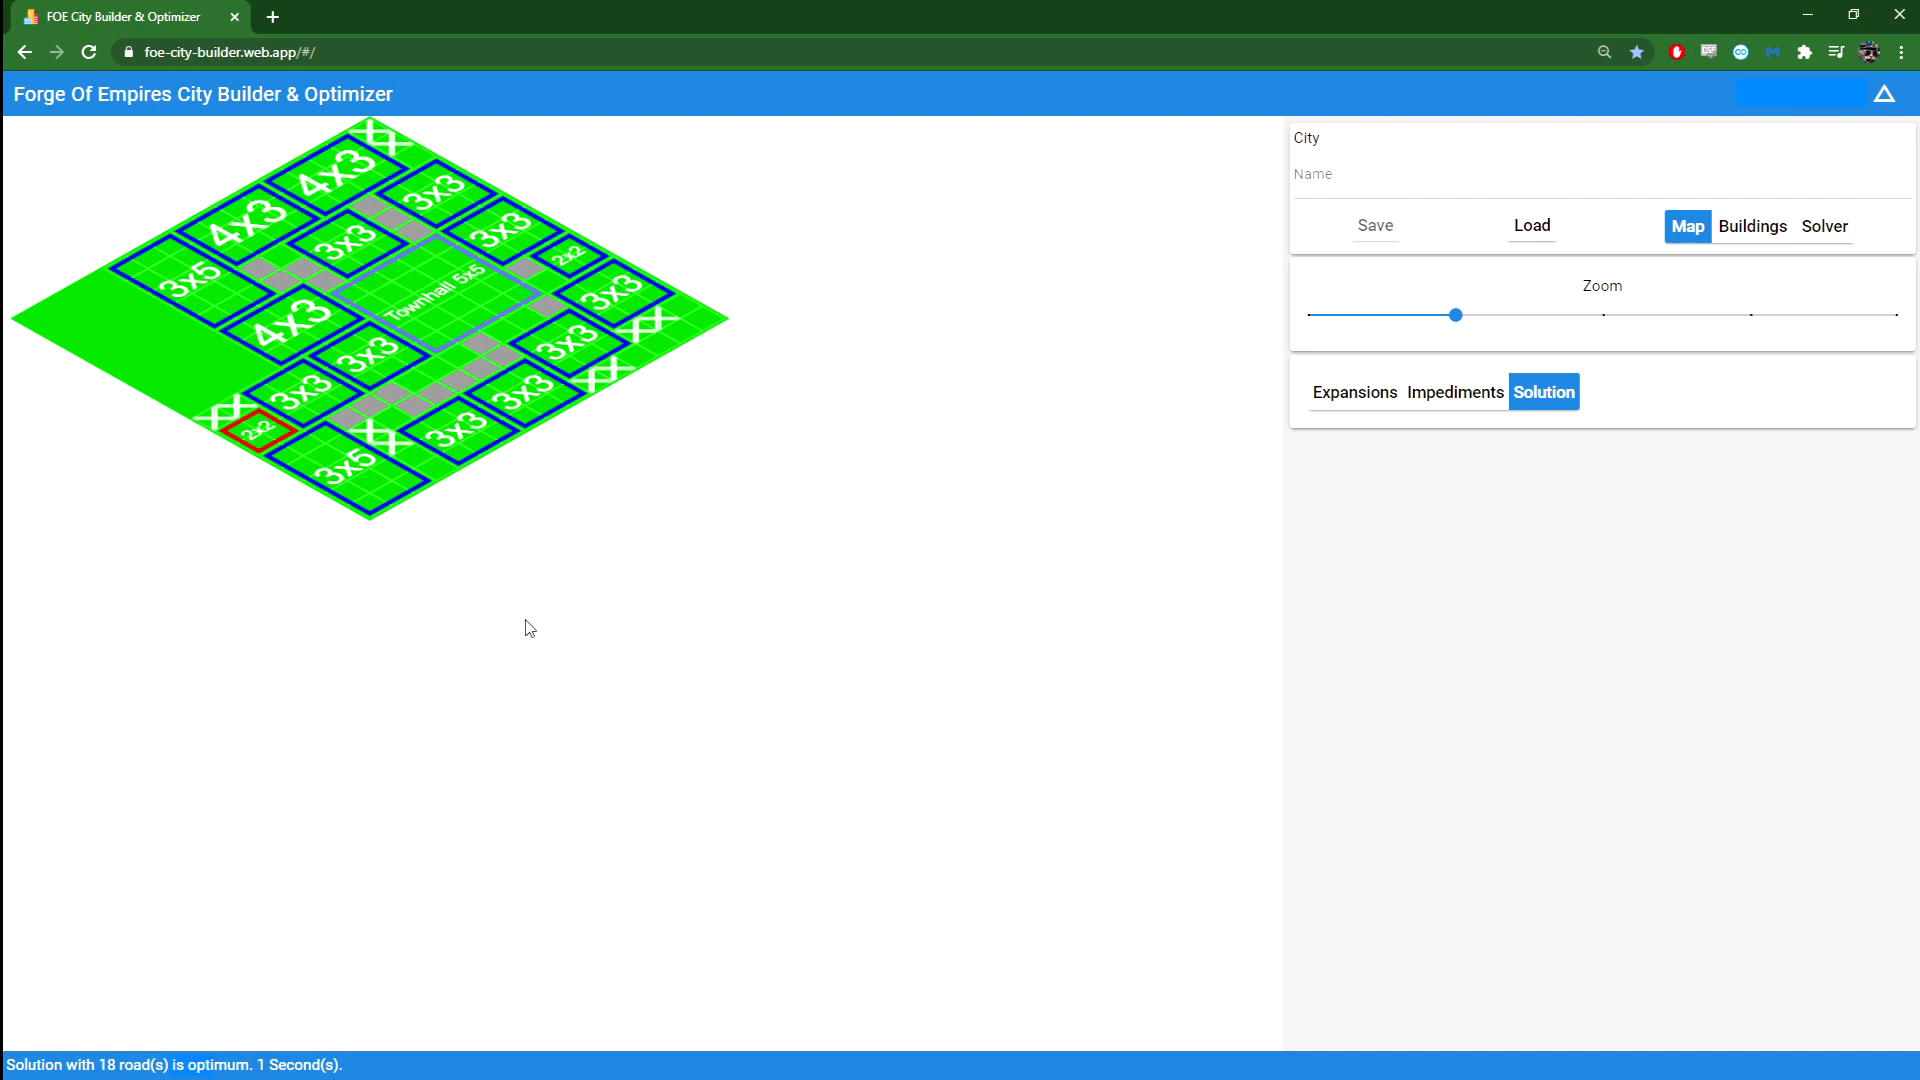 FOE City Builder & Optimizer
foe-city-builder.web.app/#/
Forge Of Empires City Builder & Optimizer
City
Name
Save Load Map Buildings Solver
Zoom
Expansions Impediments Solution
4x3
3x3
4x3
3x3
3x3
2x2
3x5
Townhall 5x5
3x3
4x3
3x3
3x3
3x3
3x3
2x2
3x3
3x5
Solution with 18 road(s) is optimum. 1 Second(s).